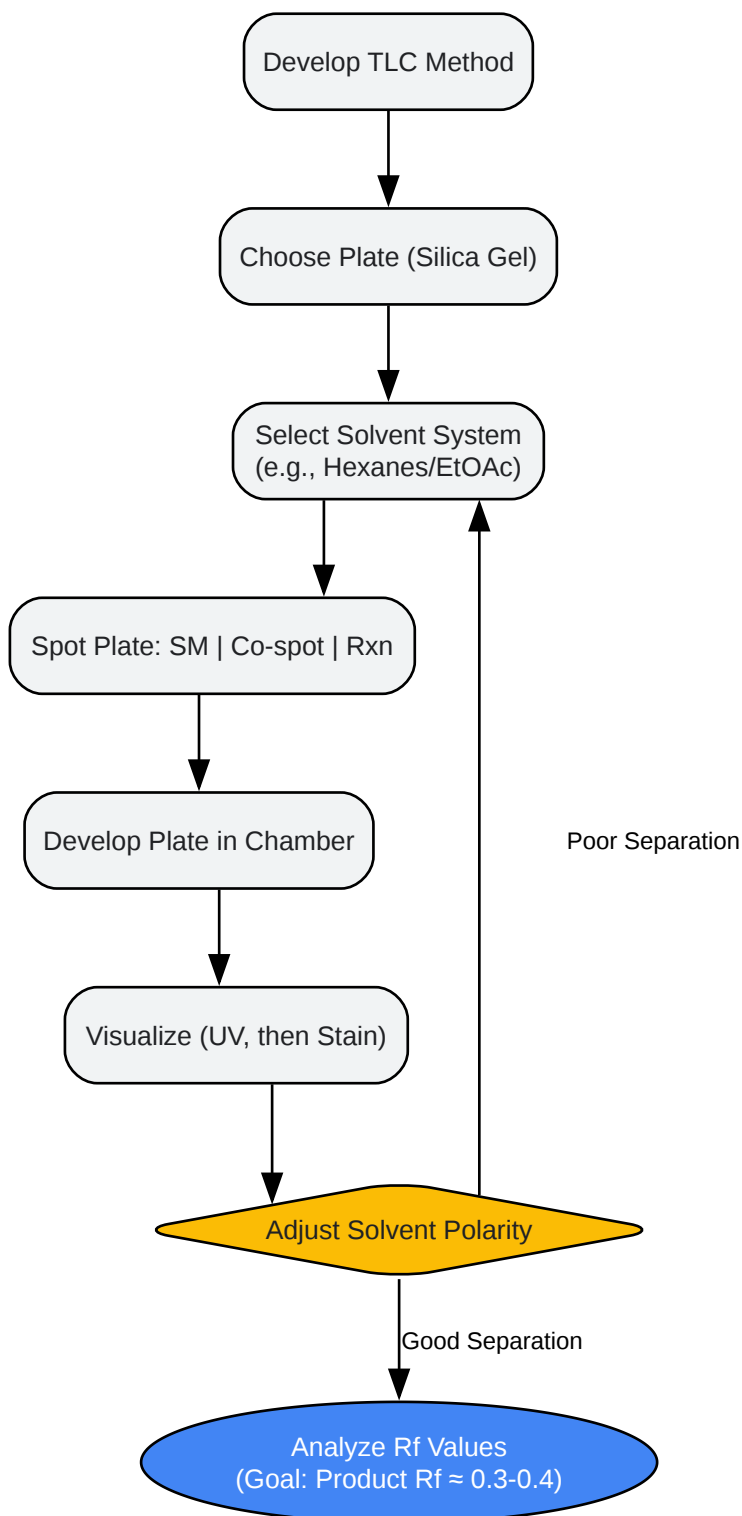 Develop TLC Method
Choose Plate (Silica Gel)
Select Solvent System
(e.g., Hexanes/EtOAc)
Spot Plate: SM | Co-spot | Rxn
Develop Plate in Chamber
Poor Separation
Visualize (UV, then Stain)
Adjust Solvent Polarity
Good Separation
Analyze Rf Values
(Goal: Product Rf ≈ 0.3-0.4)